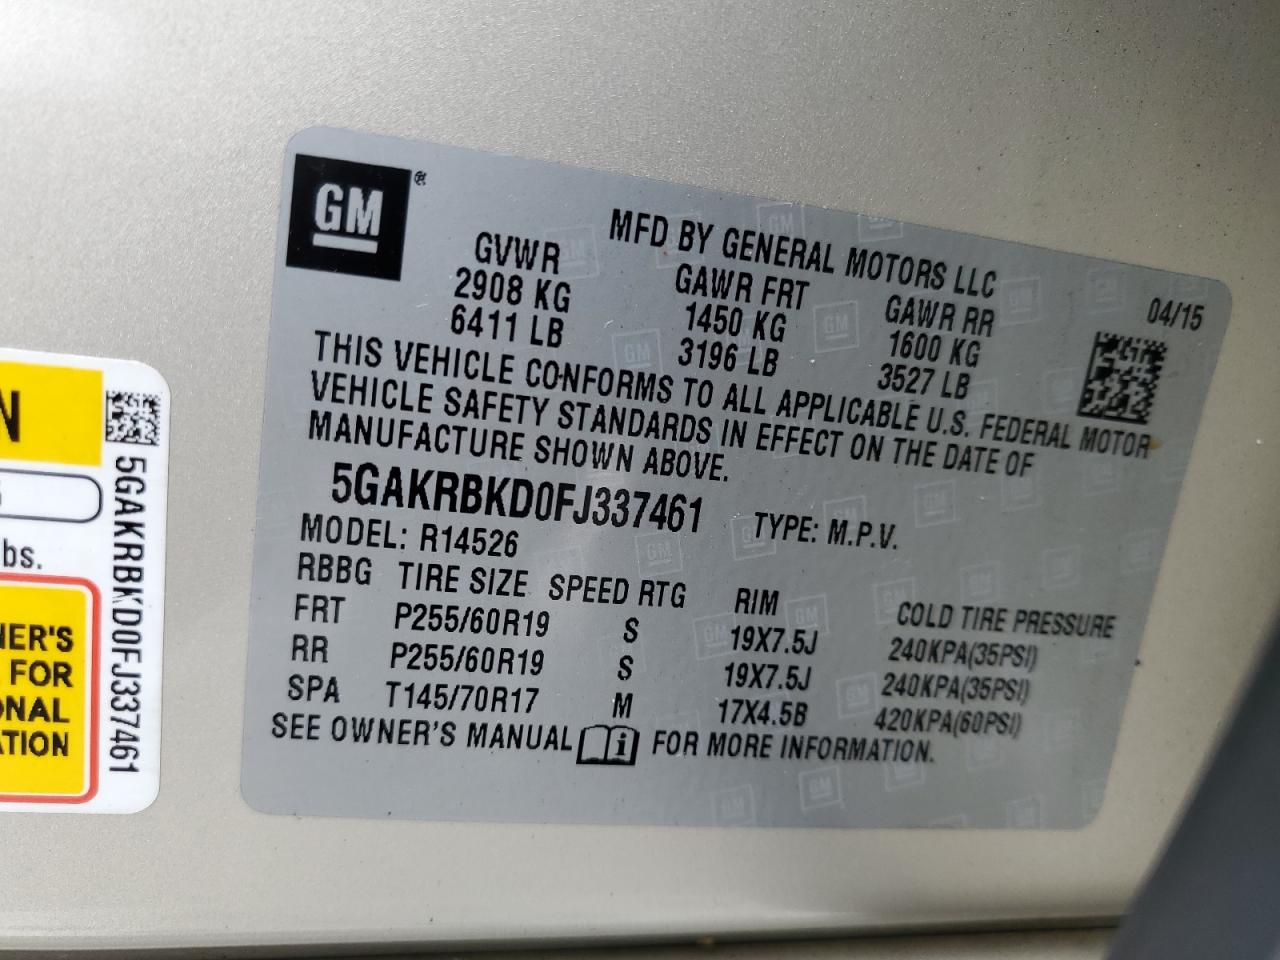 GM®
MFD BY GENERAL MOTORS LLC
GVWR GAWR FRT GAWR RR 04/15
2908 KG 1450 KG 1600 KG
6411 LB 3196 LB 3527 LB
THIS VEHICLE CONFORMS TO ALL APPLICABLE U.S. FEDERAL MOTOR
VEHICLE SAFETY STANDARDS IN EFFECT ON THE DATE OF
MANUFACTURE SHOWN ABOVE.
5GAKRBKD0FJ337461 TYPE: M.P.V.
MODEL: R14526
RBBG TIRE SIZE SPEED RTG RIM COLD TIRE PRESSURE
FRT P255/60R19 S 19X7.5J 240KPA(35PSI)
RR P255/60R19 S 19X7.5J 240KPA(35PSI)
SPA T145/70R17 M 17X4.5B 420KPA(60PSI)
SEE OWNER'S MANUAL i FOR MORE INFORMATION.
N
bs.
NER'S
FOR
ONAL
ATION
5GAKRBKD0FJ337461